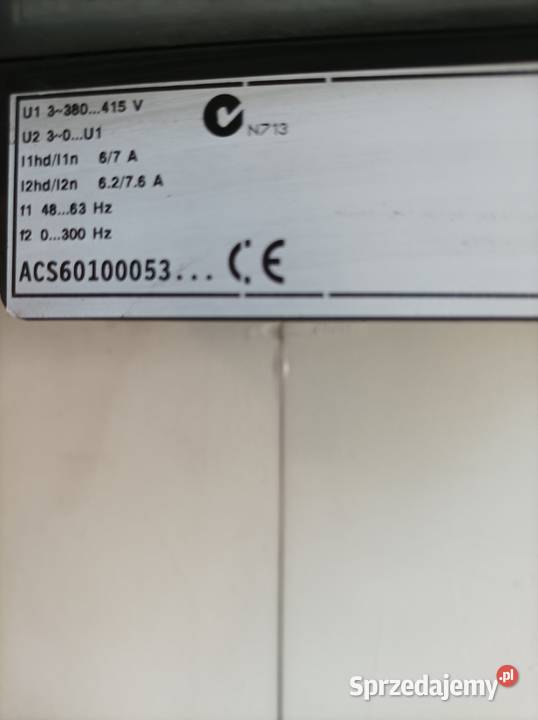 U1 3~380...415 V
U2 3~0...U1
I1hd/I1n 6/7 A
I2hd/I2n 6.2/7.6 A
f1 48...63 Hz
f2 0...300 Hz
ACS60100053... CE
N713
Sprzedajemy.pl